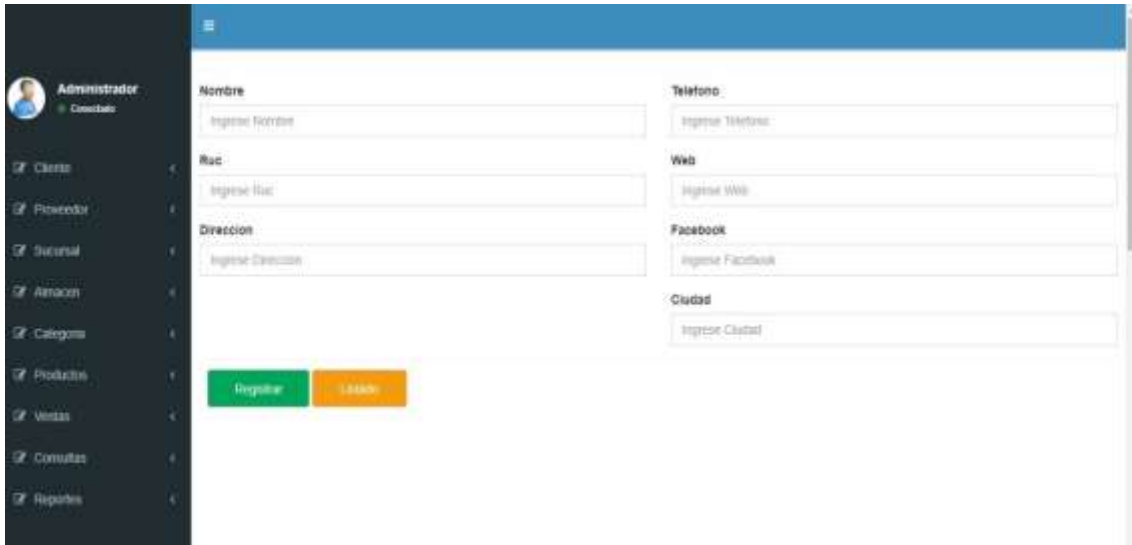 Administrador
Conectado
Cliente
Proveedor
Sucursal
Almacen
Categoria
Productos
Ventas
Consultas
Reportes
Nombre
Ingrese Nombre
Ruc
Ingrese Ruc
Direccion
Ingrese Dirección
Telefono
Ingrese Telefono
Web
Ingrese Web
Facebook
Ingrese Facebook
Ciudad
Ingrese Ciudad
Registrar
Listado